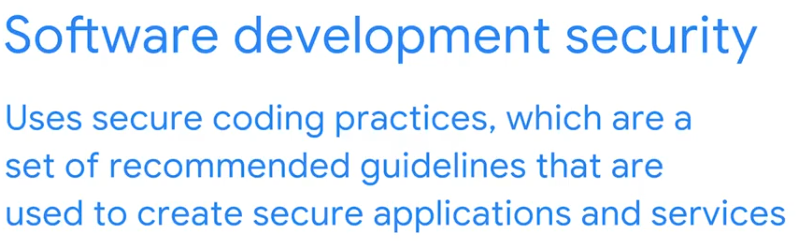 Software development security
Uses secure coding practices, which are a
set of recommended guidelines that are
used to create secure applications and services